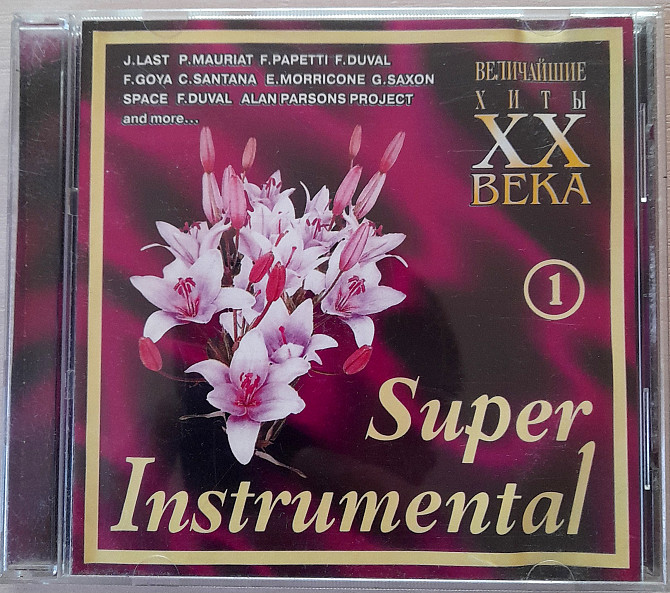 J.LAST P.MAURIAT F.PAPETTI F.DUVAL
F.GOYA C.SANTANA E.MORRICONE G.SAXON
SPACE F.DUVAL ALAN PARSONS PROJECT
and more...
ВЕЛИЧАЙШИЕ
ХИТЫ
XX
ВЕКА
1
Super
Instrumental